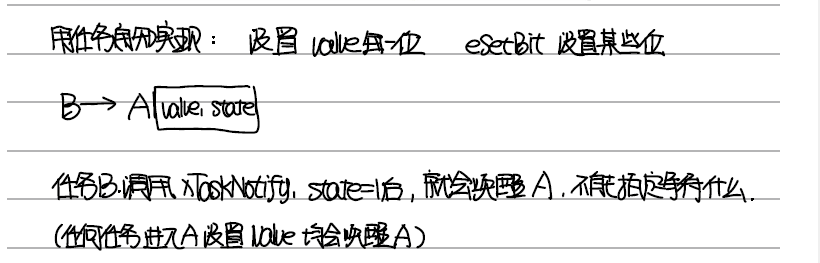 用任务通知实现： 设置 value 每一位 eSetBit 设置某些位
B→ A value, state
任务B.调用 xTaskNotify, state=1后，就会唤醒A，不能指定等待什么.
(任何任务进入A设置 value 均会唤醒A)